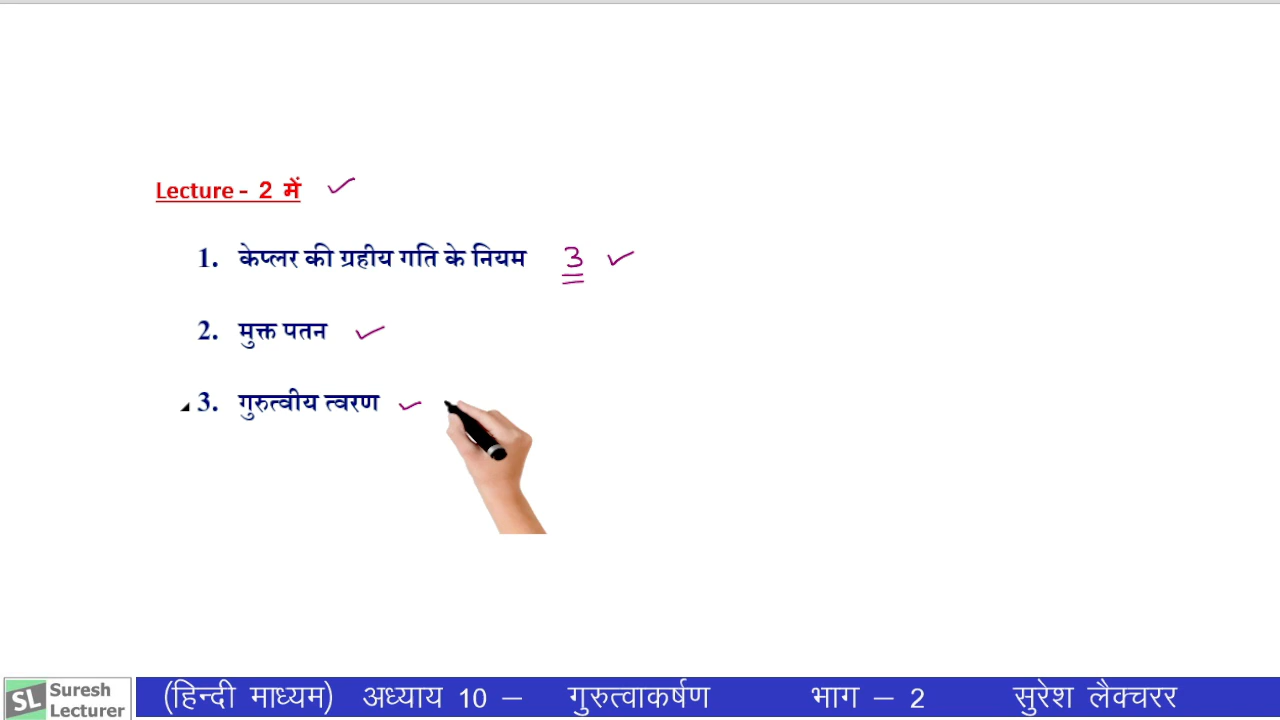 Lecture - 2 में
1. केप्लर की ग्रहीय गति के नियम 3
2. मुक्त पतन
3. गुरुत्वीय त्वरण
SL Suresh Lecturer
(हिन्दी माध्यम) अध्याय 10 – गुरुत्वाकर्षण भाग – 2 सुरेश लैक्चरर